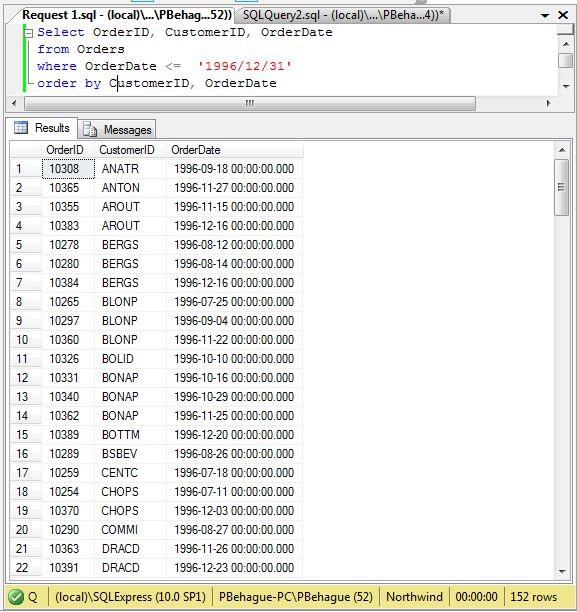 Request 1.sql - (local)\...\PBehag...52)) SQLQuery2.sql - (local)\...\PBeha...4))*
Select OrderID, CustomerID, OrderDate
from Orders
where OrderDate <= '1996/12/31'
order by CustomerID, OrderDate
Results Messages
OrderID CustomerID OrderDate
1 10308 ANATR 1996-09-18 00:00:00.000
2 10365 ANTON 1996-11-27 00:00:00.000
3 10355 AROUT 1996-11-15 00:00:00.000
4 10383 AROUT 1996-12-16 00:00:00.000
5 10278 BERGS 1996-08-12 00:00:00.000
6 10280 BERGS 1996-08-14 00:00:00.000
7 10384 BERGS 1996-12-16 00:00:00.000
8 10265 BLONP 1996-07-25 00:00:00.000
9 10297 BLONP 1996-09-04 00:00:00.000
10 10360 BLONP 1996-11-22 00:00:00.000
11 10326 BOLID 1996-10-10 00:00:00.000
12 10331 BONAP 1996-10-16 00:00:00.000
13 10340 BONAP 1996-10-29 00:00:00.000
14 10362 BONAP 1996-11-25 00:00:00.000
15 10389 BOTTM 1996-12-20 00:00:00.000
16 10289 BSBEV 1996-08-26 00:00:00.000
17 10259 CENTC 1996-07-18 00:00:00.000
18 10254 CHOPS 1996-07-11 00:00:00.000
19 10370 CHOPS 1996-12-03 00:00:00.000
20 10290 COMMI 1996-08-27 00:00:00.000
21 10363 DRACD 1996-11-26 00:00:00.000
22 10391 DRACD 1996-12-23 00:00:00.000
Q (local)\SQLExpress (10.0 SP1) PBehague-PC\PBehague (52) Northwind 00:00:00 152 rows